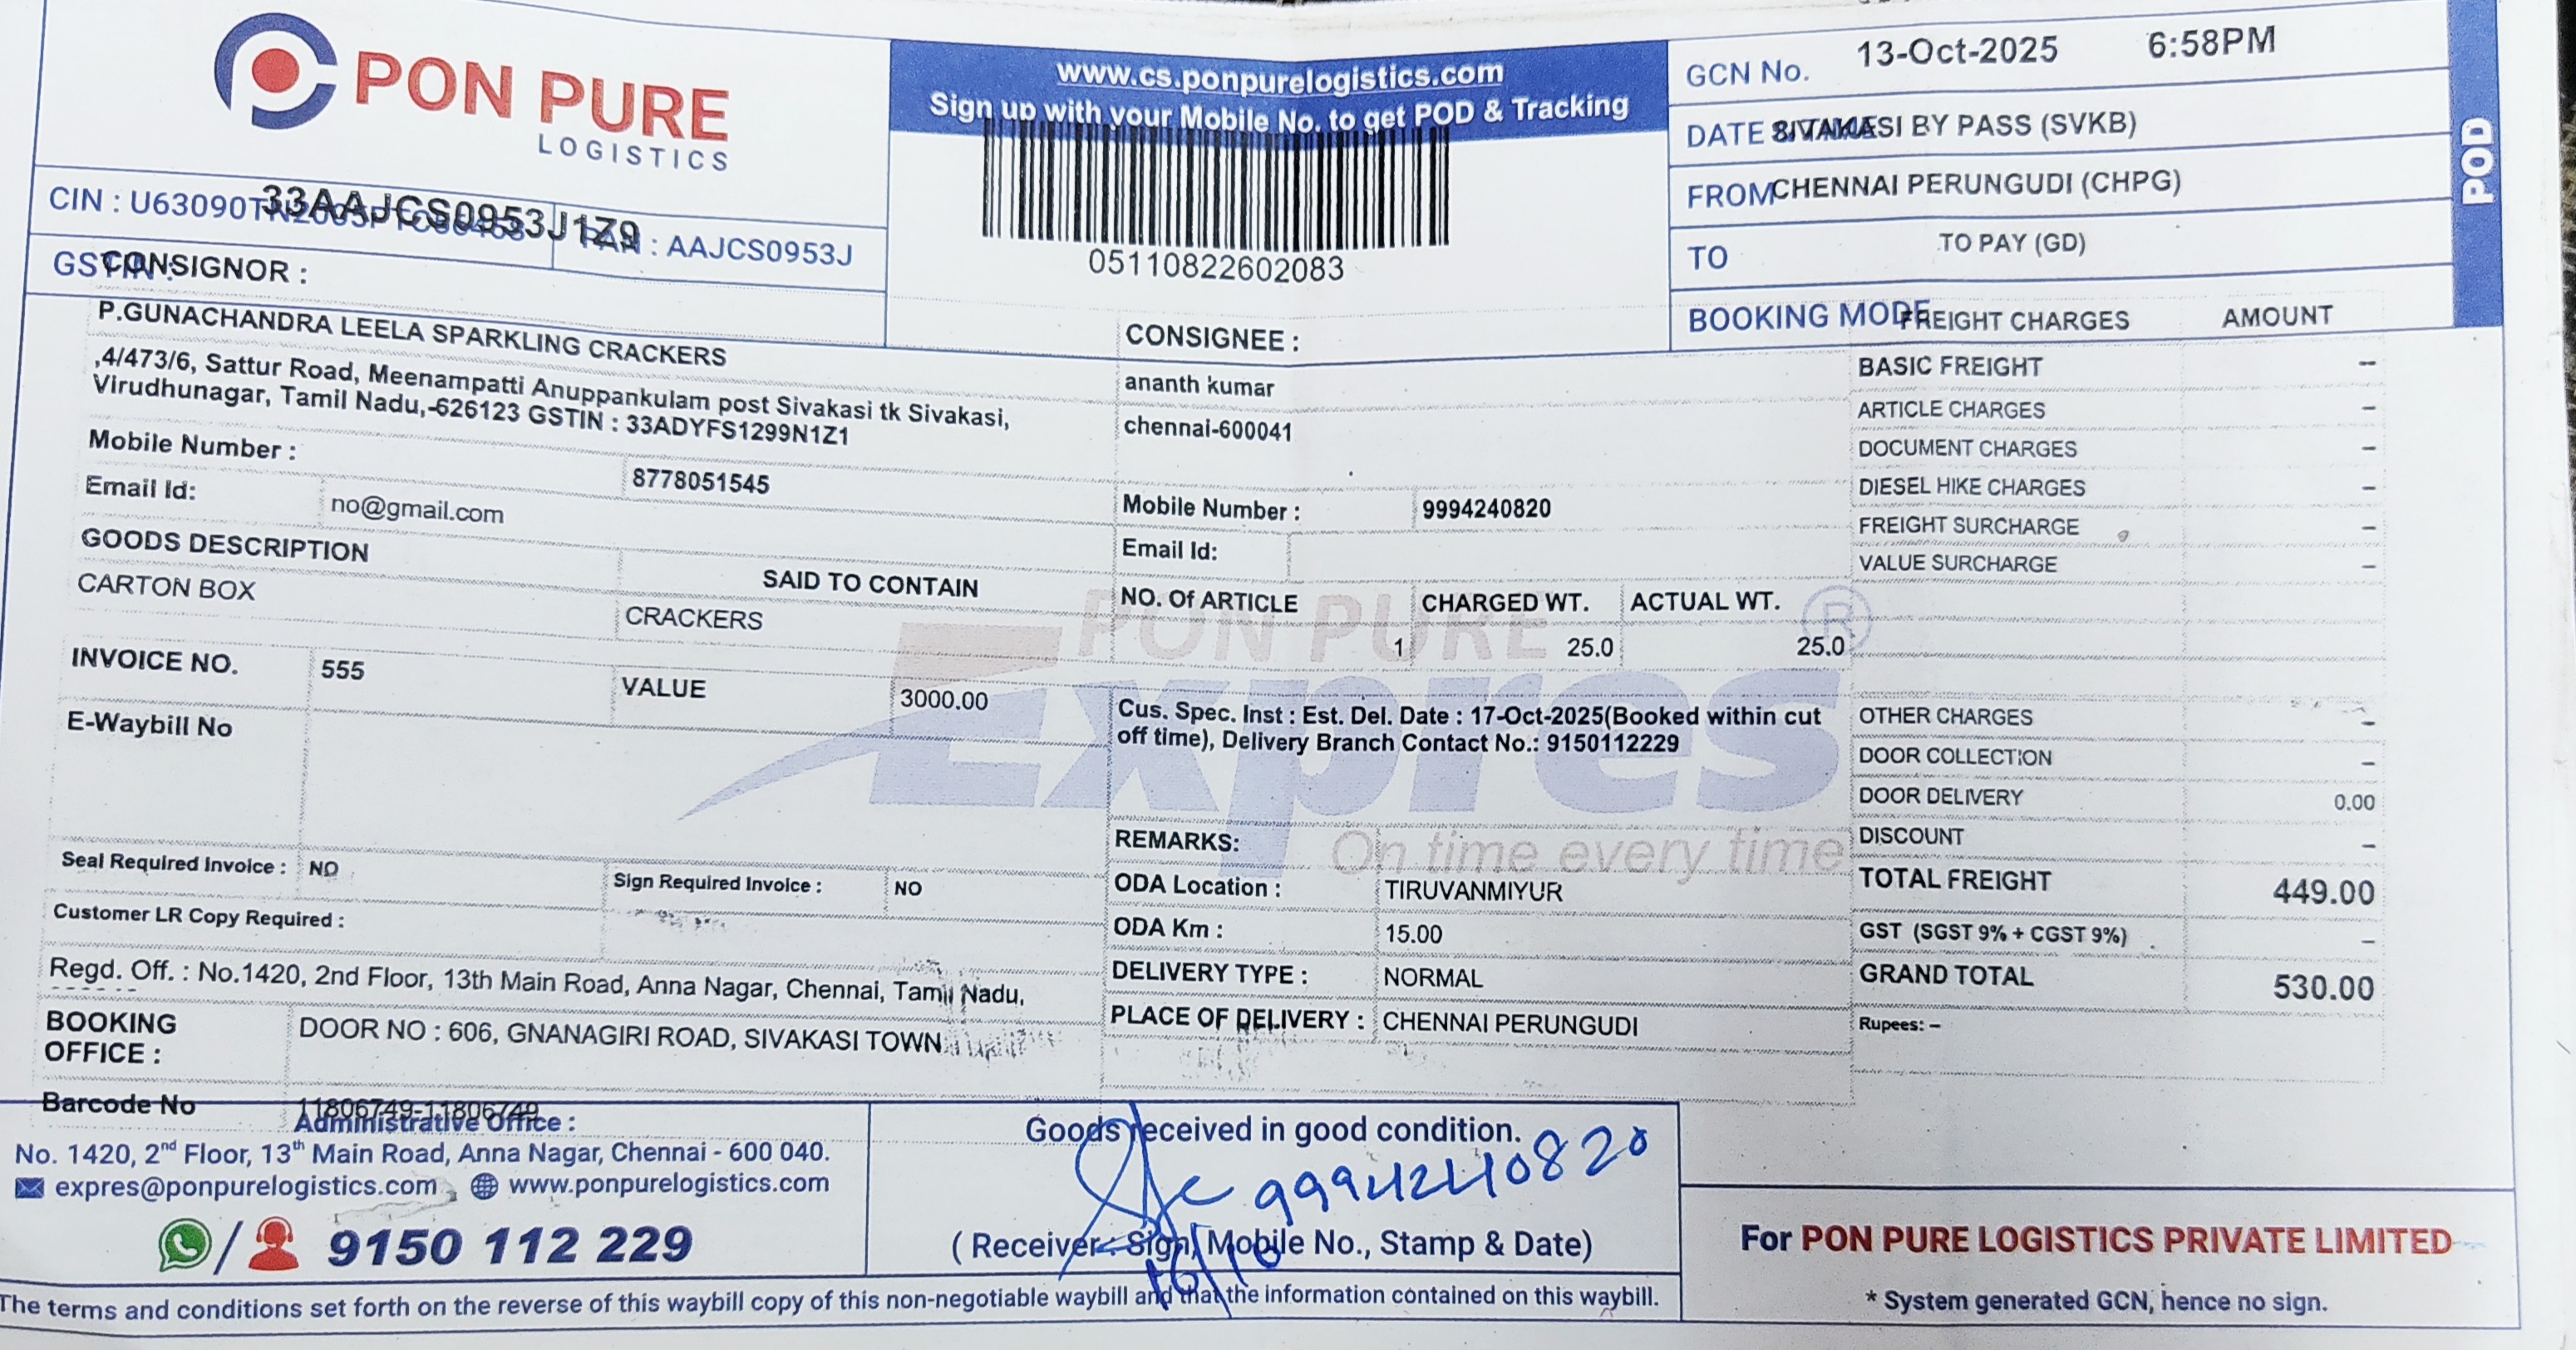 PON PURE
LOGISTICS
www.cs.ponpurelogistics.com
Sign up with your Mobile No. to get POD & Tracking
05110822602083
GCN No. 13-Oct-2025 6:58PM
DATE & SIVAKASI BY PASS (SVKB)
FROM CHENNAI PERUNGUDI (CHPG)
TO TO PAY (GD)
BOOKING MODE
POD
CIN : PAN : AAJCS0953J
33AAJCS0953J1Z9
GSTIN :
CONSIGNOR :
P.GUNACHANDRA LEELA SPARKLING CRACKERS
,4/473/6, Sattur Road, Meenampatti Anuppankulam post Sivakasi tk Sivakasi,
Virudhunagar, Tamil Nadu,-626123 GSTIN : 33ADYFS1299N1Z1
Mobile Number : 8778051545
Email Id: no@gmail.com
GOODS DESCRIPTION SAID TO CONTAIN
CARTON BOX CRACKERS
INVOICE NO. 555 VALUE 3000.00
E-Waybill No
Seal Required Invoice : NO Sign Required Invoice : NO
Customer LR Copy Required :
Regd. Off. : No.1420, 2nd Floor, 13th Main Road, Anna Nagar, Chennai, Tamil Nadu,
BOOKING OFFICE : DOOR NO : 606, GNANAGIRI ROAD, SIVAKASI TOWN
Barcode No 11806749-11806749
CONSIGNEE :
ananth kumar
chennai-600041
Mobile Number : 9994240820
Email Id:
NO. Of ARTICLE CHARGED WT. ACTUAL WT.
1 25.0 25.0
PON PURE
Expres ®
On time every time
Cus. Spec. Inst : Est. Del. Date : 17-Oct-2025(Booked within cut
off time), Delivery Branch Contact No.: 9150112229
REMARKS:
ODA Location : TIRUVANMIYUR
ODA Km : 15.00
DELIVERY TYPE : NORMAL
PLACE OF DELIVERY : CHENNAI PERUNGUDI
FREIGHT CHARGES AMOUNT
BASIC FREIGHT –
ARTICLE CHARGES –
DOCUMENT CHARGES –
DIESEL HIKE CHARGES –
FREIGHT SURCHARGE –
VALUE SURCHARGE –
OTHER CHARGES –
DOOR COLLECTION –
DOOR DELIVERY 0.00
DISCOUNT –
TOTAL FREIGHT 449.00
GST (SGST 9% + CGST 9%) –
GRAND TOTAL 530.00
Rupees: –
Administrative Office :
No. 1420, 2nd Floor, 13th Main Road, Anna Nagar, Chennai - 600 040.
expres@ponpurelogistics.com www.ponpurelogistics.com
/ 9150 112 229
Goods received in good condition.
9994240820
( Receiver : Sign, Mobile No., Stamp & Date)
16/10
For PON PURE LOGISTICS PRIVATE LIMITED
* System generated GCN, hence no sign.
The terms and conditions set forth on the reverse of this waybill copy of this non-negotiable waybill and that the information contained on this waybill.